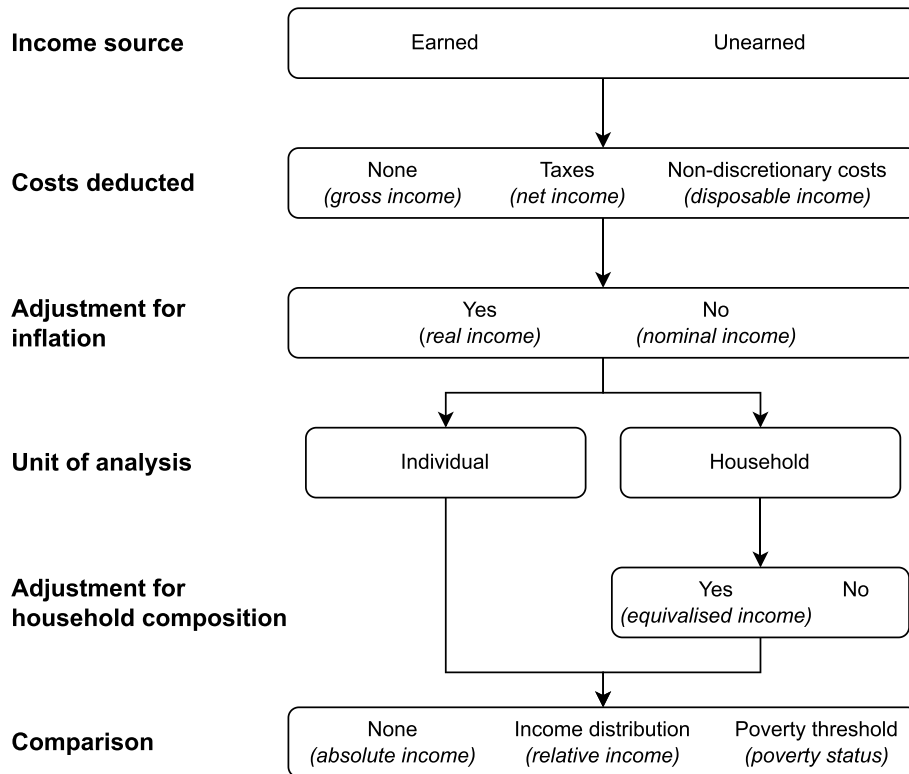 Income source
Earned Unearned
Costs deducted
None Taxes Non-discretionary costs
(gross income) (net income) (disposable income)
Adjustment for
inflation
Yes No
(real income) (nominal income)
Unit of analysis
Individual Household
Adjustment for
household composition
Yes No
(equivalised income)
Comparison
None Income distribution Poverty threshold
(absolute income) (relative income) (poverty status)